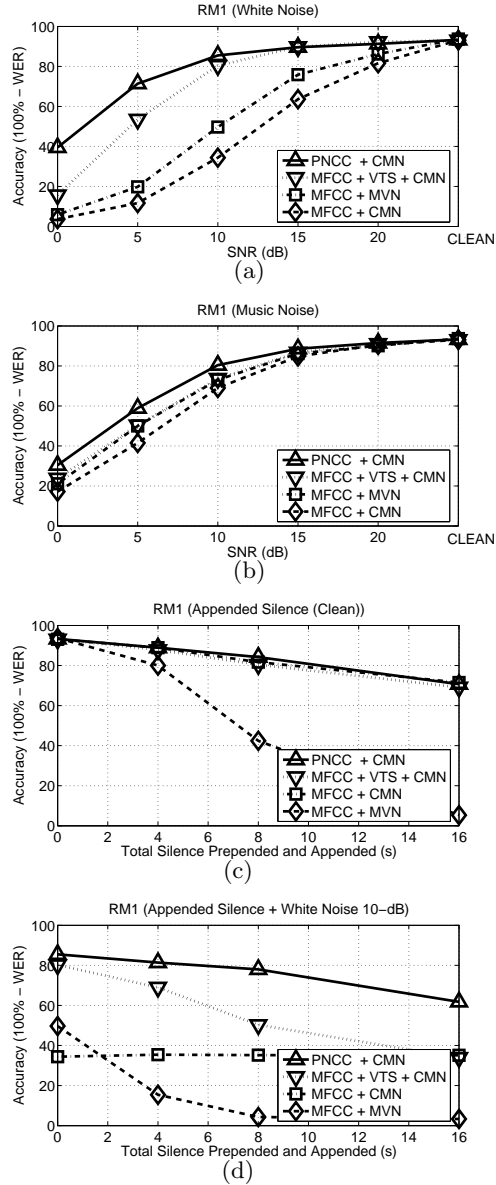 RM1 (White Noise)
100
80
60
40
20
0
Accuracy (100% − WER)
PNCC + CMN
MFCC + VTS + CMN
MFCC + MVN
MFCC + CMN
0 5 10 15 20 CLEAN
SNR (dB)
(a)
RM1 (Music Noise)
100
80
60
40
20
0
Accuracy (100% − WER)
PNCC + CMN
MFCC + VTS + CMN
MFCC + MVN
MFCC + CMN
0 5 10 15 20 CLEAN
SNR (dB)
(b)
RM1 (Appended Silence (Clean))
100
80
60
40
20
0
Accuracy (100% − WER)
PNCC + CMN
MFCC + VTS + CMN
MFCC + CMN
MFCC + MVN
0 2 4 6 8 10 12 14 16
Total Silence Prepended and Appended (s)
(c)
RM1 (Appended Silence + White Noise 10−dB)
100
80
60
40
20
0
Accuracy (100% − WER)
PNCC + CMN
MFCC + VTS + CMN
MFCC + CMN
MFCC + MVN
0 2 4 6 8 10 12 14 16
Total Silence Prepended and Appended (s)
(d)